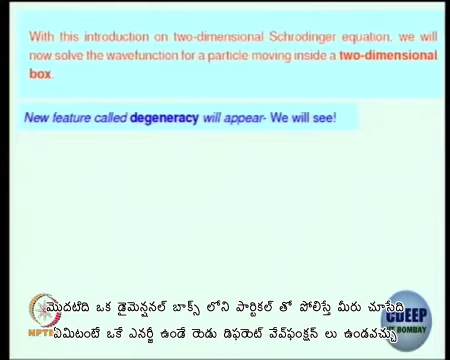 With this introduction on two-dimensional Schrodinger equation, we will
now solve the wavefunction for a particle moving inside a two-dimensional
box.
New feature called degeneracy will appear- We will see!
మొదటిది ఒక డైమెన్షనల్ బాక్స్ లోని పార్టికల్ తో పోలిస్తే మీరు చూసేది
ఏమిటంటే ఒకే ఎనర్జీ ఉండే రెండు డిఫరెంట్ వేవ్‌ఫంక్షన్ లు ఉండవచ్చు
NPTEL
CDEEP
IIT BOMBAY